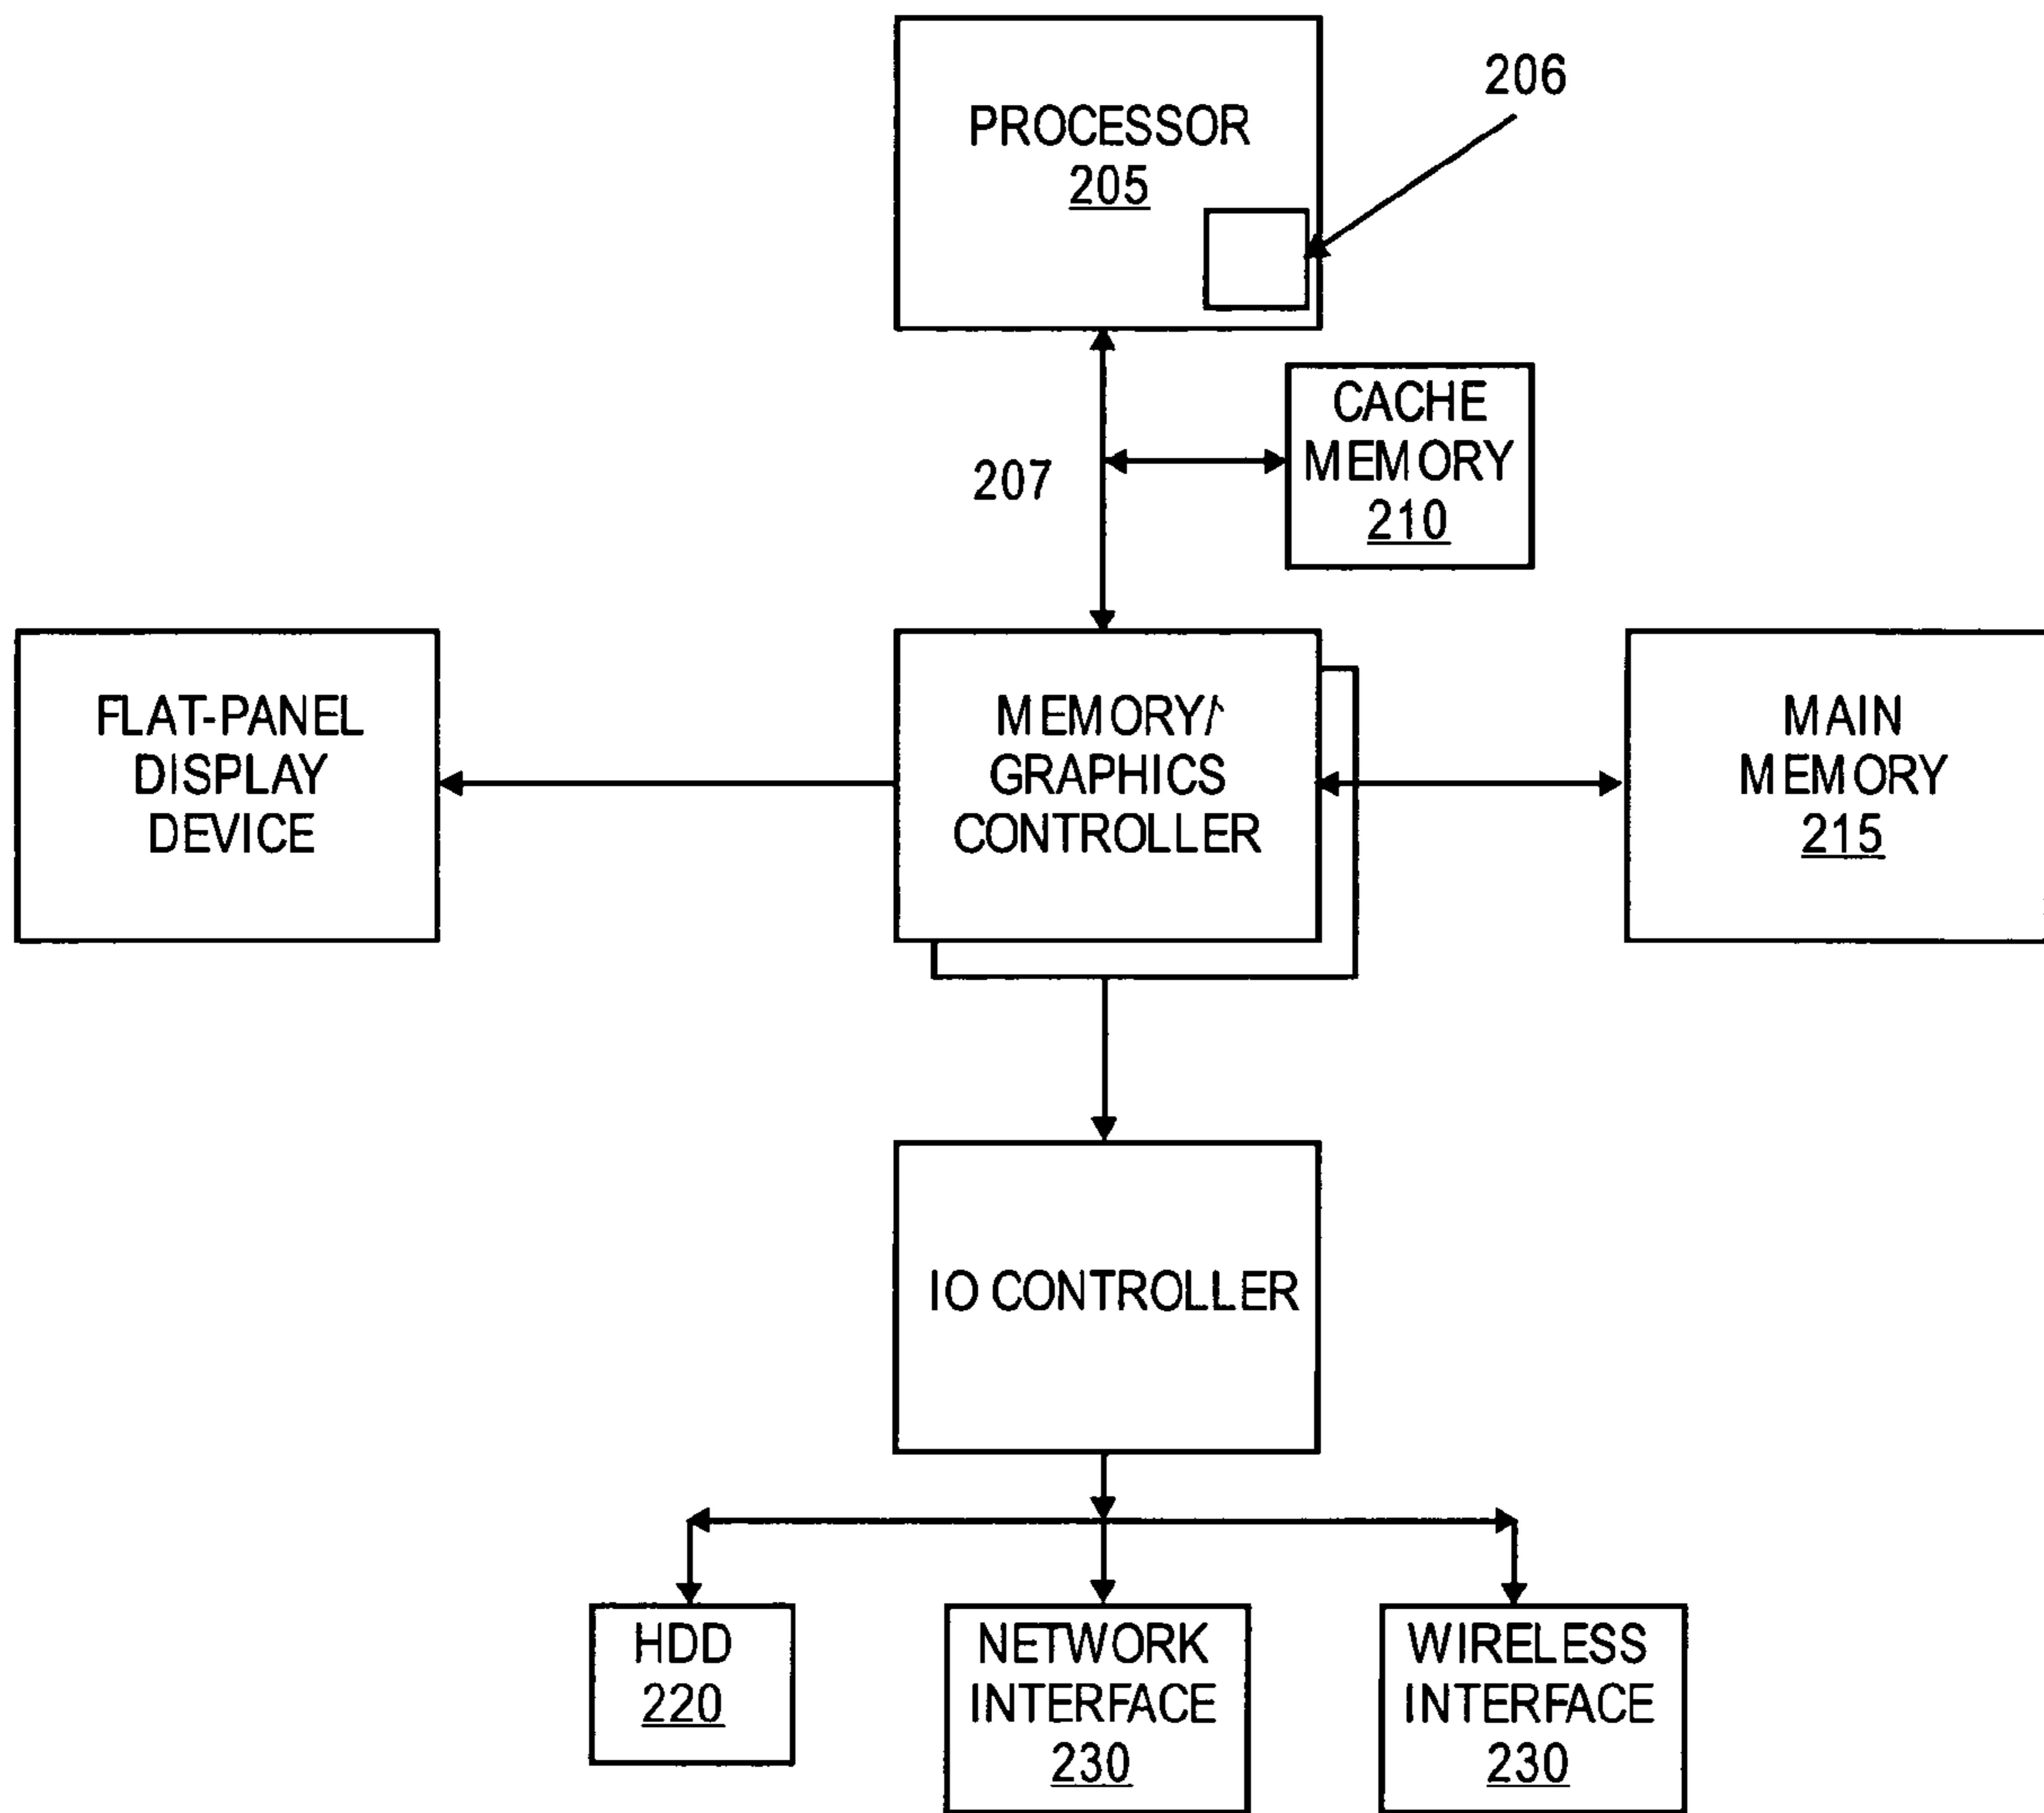 PROCESSOR
205
206
CACHE
MEMORY
210
207
FLAT-PANEL
DISPLAY
DEVICE
MEMORY/
GRAPHICS
CONTROLLER
MAIN
MEMORY
215
IO CONTROLLER
HDD
220
NETWORK
INTERFACE
230
WIRELESS
INTERFACE
230